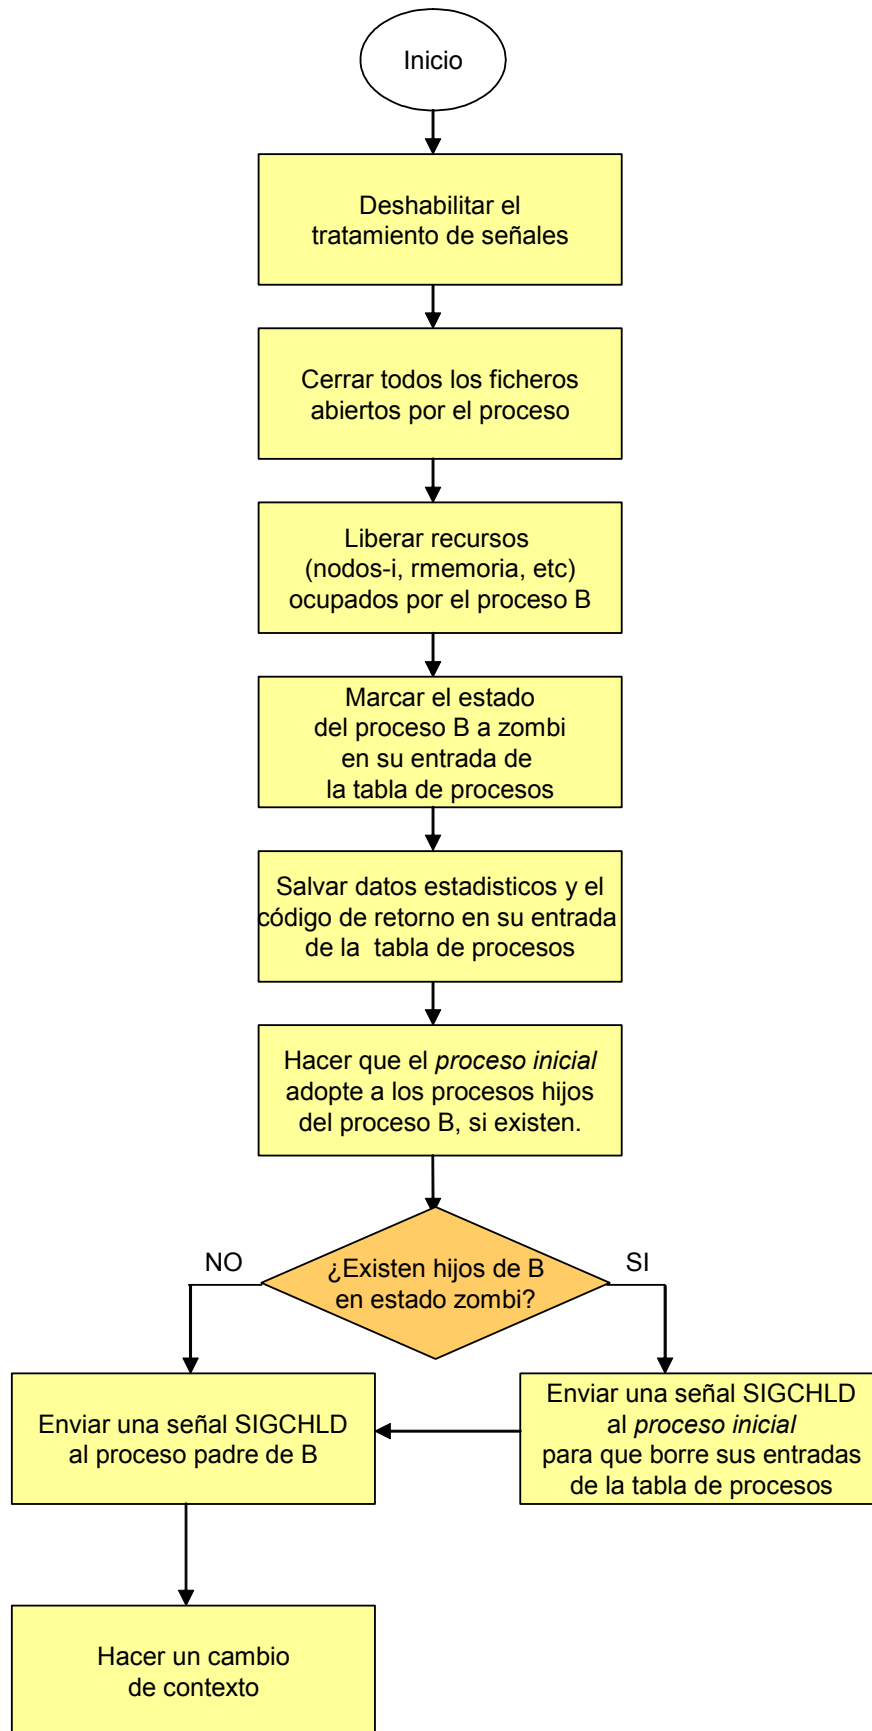 Inicio
Deshabilitar el
tratamiento de señales
Cerrar todos los ficheros
abiertos por el proceso
Liberar recursos
(nodos-i, rmemoria, etc)
ocupados por el proceso B
Marcar el estado
del proceso B a zombi
en su entrada de
la tabla de procesos
Salvar datos estadisticos y el
código de retorno en su entrada
de la tabla de procesos
Hacer que el proceso inicial
adopte a los procesos hijos
del proceso B, si existen.
NO
¿Existen hijos de B
en estado zombi?
SI
Enviar una señal SIGCHLD
al proceso padre de B
Enviar una señal SIGCHLD
al proceso inicial
para que borre sus entradas
de la tabla de procesos
Hacer un cambio
de contexto